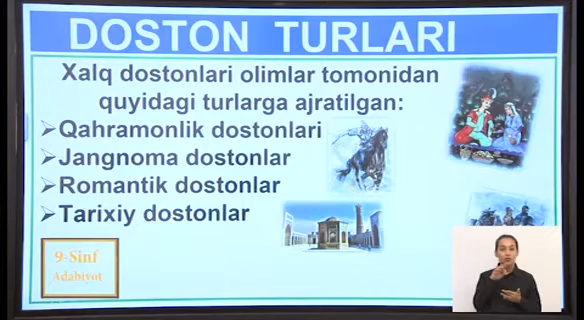 DOSTON TURLARI
Xalq dostonlari olimlar tomonidan
quyidagi turlarga ajratilgan:
Qahramonlik dostonlari
Jangnoma dostonlar
Romantik dostonlar
Tarixiy dostonlar
9-Sinf
Adabiyot